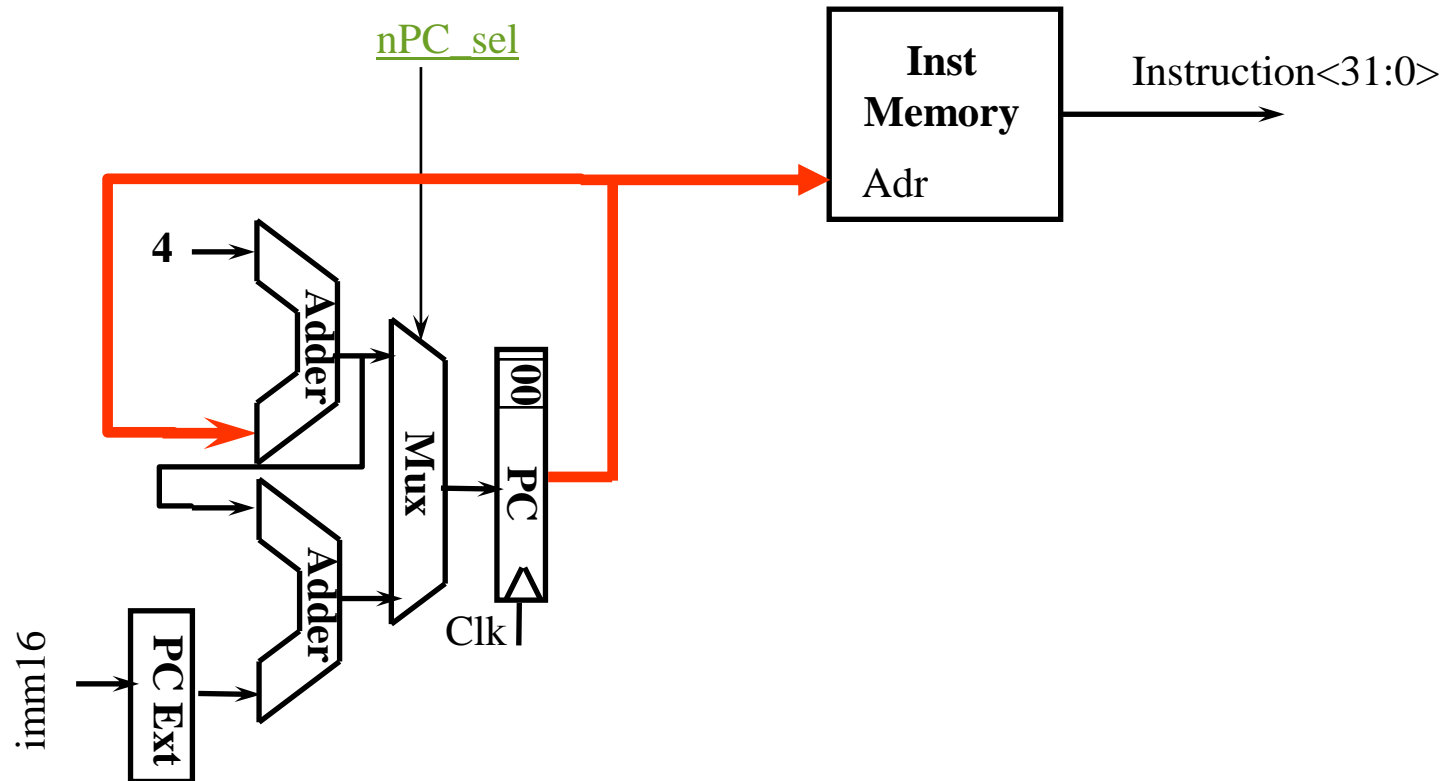 nPC_sel
Inst
Memory
Adr
Instruction<31:0>
4
Adder
Mux
00
PC
Adder
Clk
imm16
PC Ext